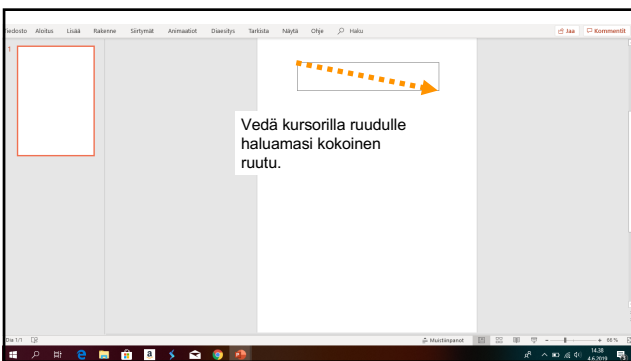 Tiedosto Aloitus Lisää Rakenne Siirtymät Animaatiot Diaesitys Tarkista Näytä Ohje Haku Jaa Kommentit
1
Vedä kursorilla ruudulle
haluamasi kokoinen
ruutu.
Dia 1/1 Muistiinpanot 66 %
14.38
4.6.2019